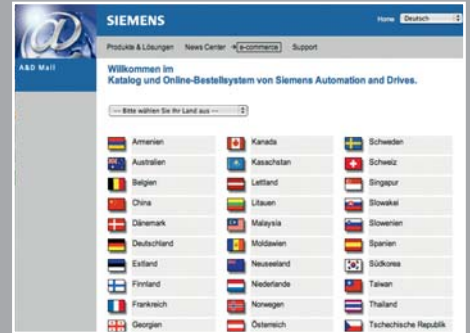 SIEMENS
Home Deutsch
Produkte & Lösungen News Center e-commerce Support
A&D Mall
Willkommen im
Katalog und Online-Bestellsystem von Siemens Automation and Drives.
--- Bitte wählen Sie Ihr Land aus ---
Armenien Kanada Schweden
Australien Kasachstan Schweiz
Belgien Lettland Singapur
China Litauen Slowakei
Dänemark Malaysia Slowenien
Deutschland Moldawien Spanien
Estland Neuseeland Südkorea
Finnland Niederlande Taiwan
Frankreich Norwegen Thailand
Georgien Österreich Tschechische Republik